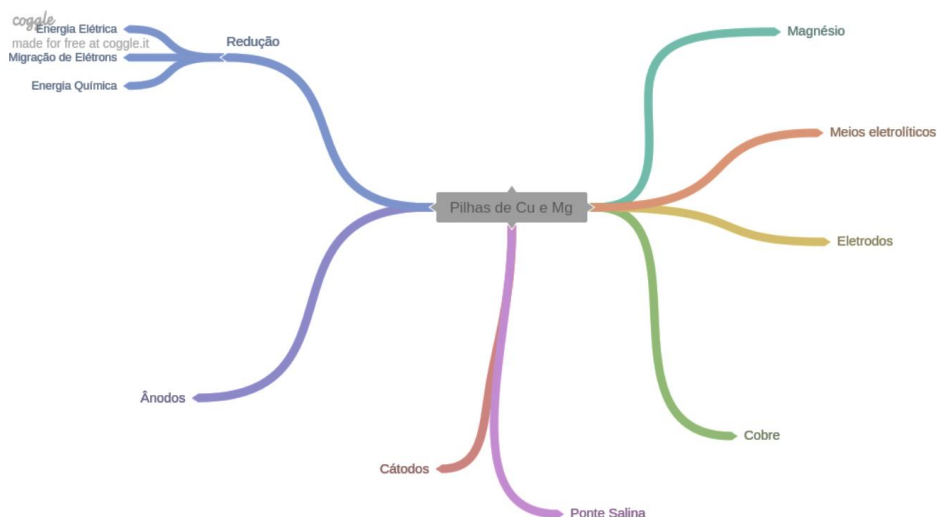 coggle
made for free at coggle.it
Energia Elétrica
Migração de Elétrons
Energia Química
Redução
Magnésio
Meios eletrolíticos
Pilhas de Cu e Mg
Eletrodos
Ânodos
Cobre
Cátodos
Ponte Salina